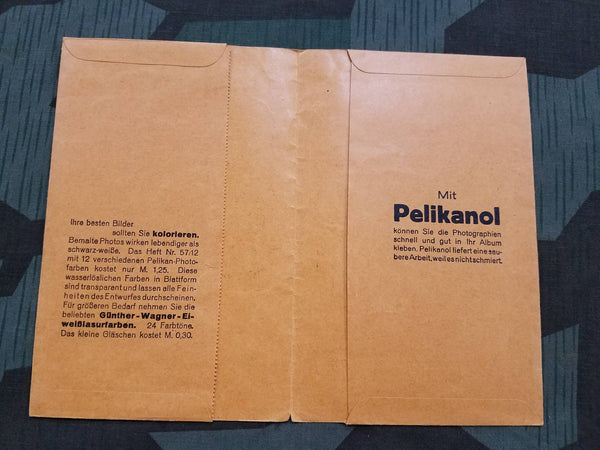 Ihre besten Bilder
sollten Sie kolorieren.
Bemalte Photos wirken lebendiger als
schwarz-weiße. Das Heft Nr. 57/12
mit 12 verschiedenen Pelikan-Photo-
farben kostet nur M. 1,25. Diese
wasserlöslichen Farben in Blattform
sind transparent und lassen alle Fein-
heiten des Entwurfes durchscheinen.
Für größeren Bedarf nehmen Sie die
beliebten Günther-Wagner-Ei-
weißlasurfarben. 24 Farbtöne.
Das kleine Gläschen kostet M. 0,30.
Mit
Pelikanol
können Sie die Photographien
schnell und gut in Ihr Album
kleben. Pelikanol liefert eine sau-
bere Arbeit, weil es nicht schmiert.